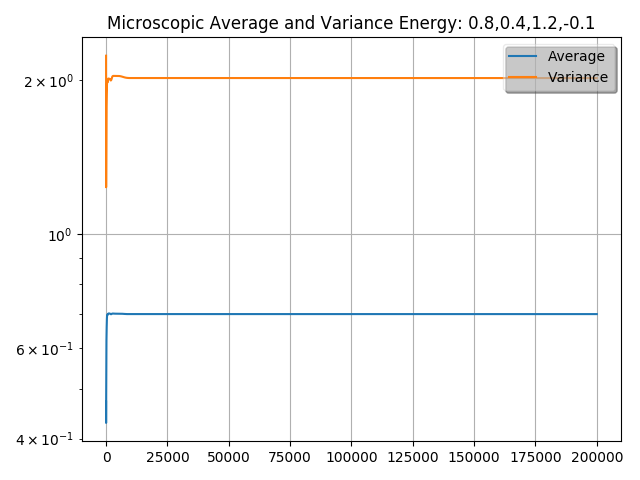 Microscopic Average and Variance Energy: 0.8,0.4,1.2,-0.1
Average
Variance
2 × 10⁰
10⁰
6 × 10⁻¹
4 × 10⁻¹
0 25000 50000 75000 100000 125000 150000 175000 200000